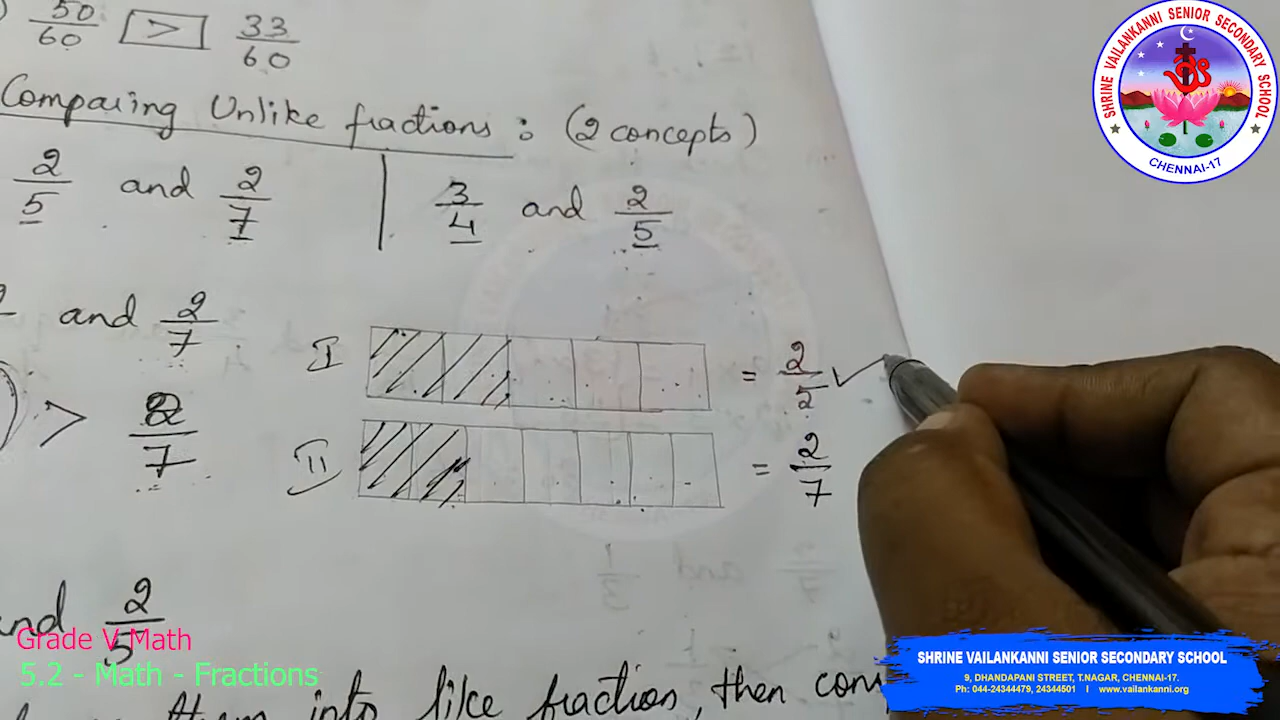 50/60 > 33/60
Comparing Unlike fractions : (2 concepts)
2/5 and 2/7 | 3/4 and 2/5
and 2/7
I = 2/5 ✓
> 2/7
II = 2/7
and 2/5
them into like fraction, then
SHRINE VAILANKANNI SENIOR SECONDARY SCHOOL
CHENNAI-17
Grade V Math
5.2 - Math - Fractions
SHRINE VAILANKANNI SENIOR SECONDARY SCHOOL
9, DHANDAPANI STREET, T.NAGAR, CHENNAI-17.
Ph: 044-24344479, 24344501 I www.vailankanni.org